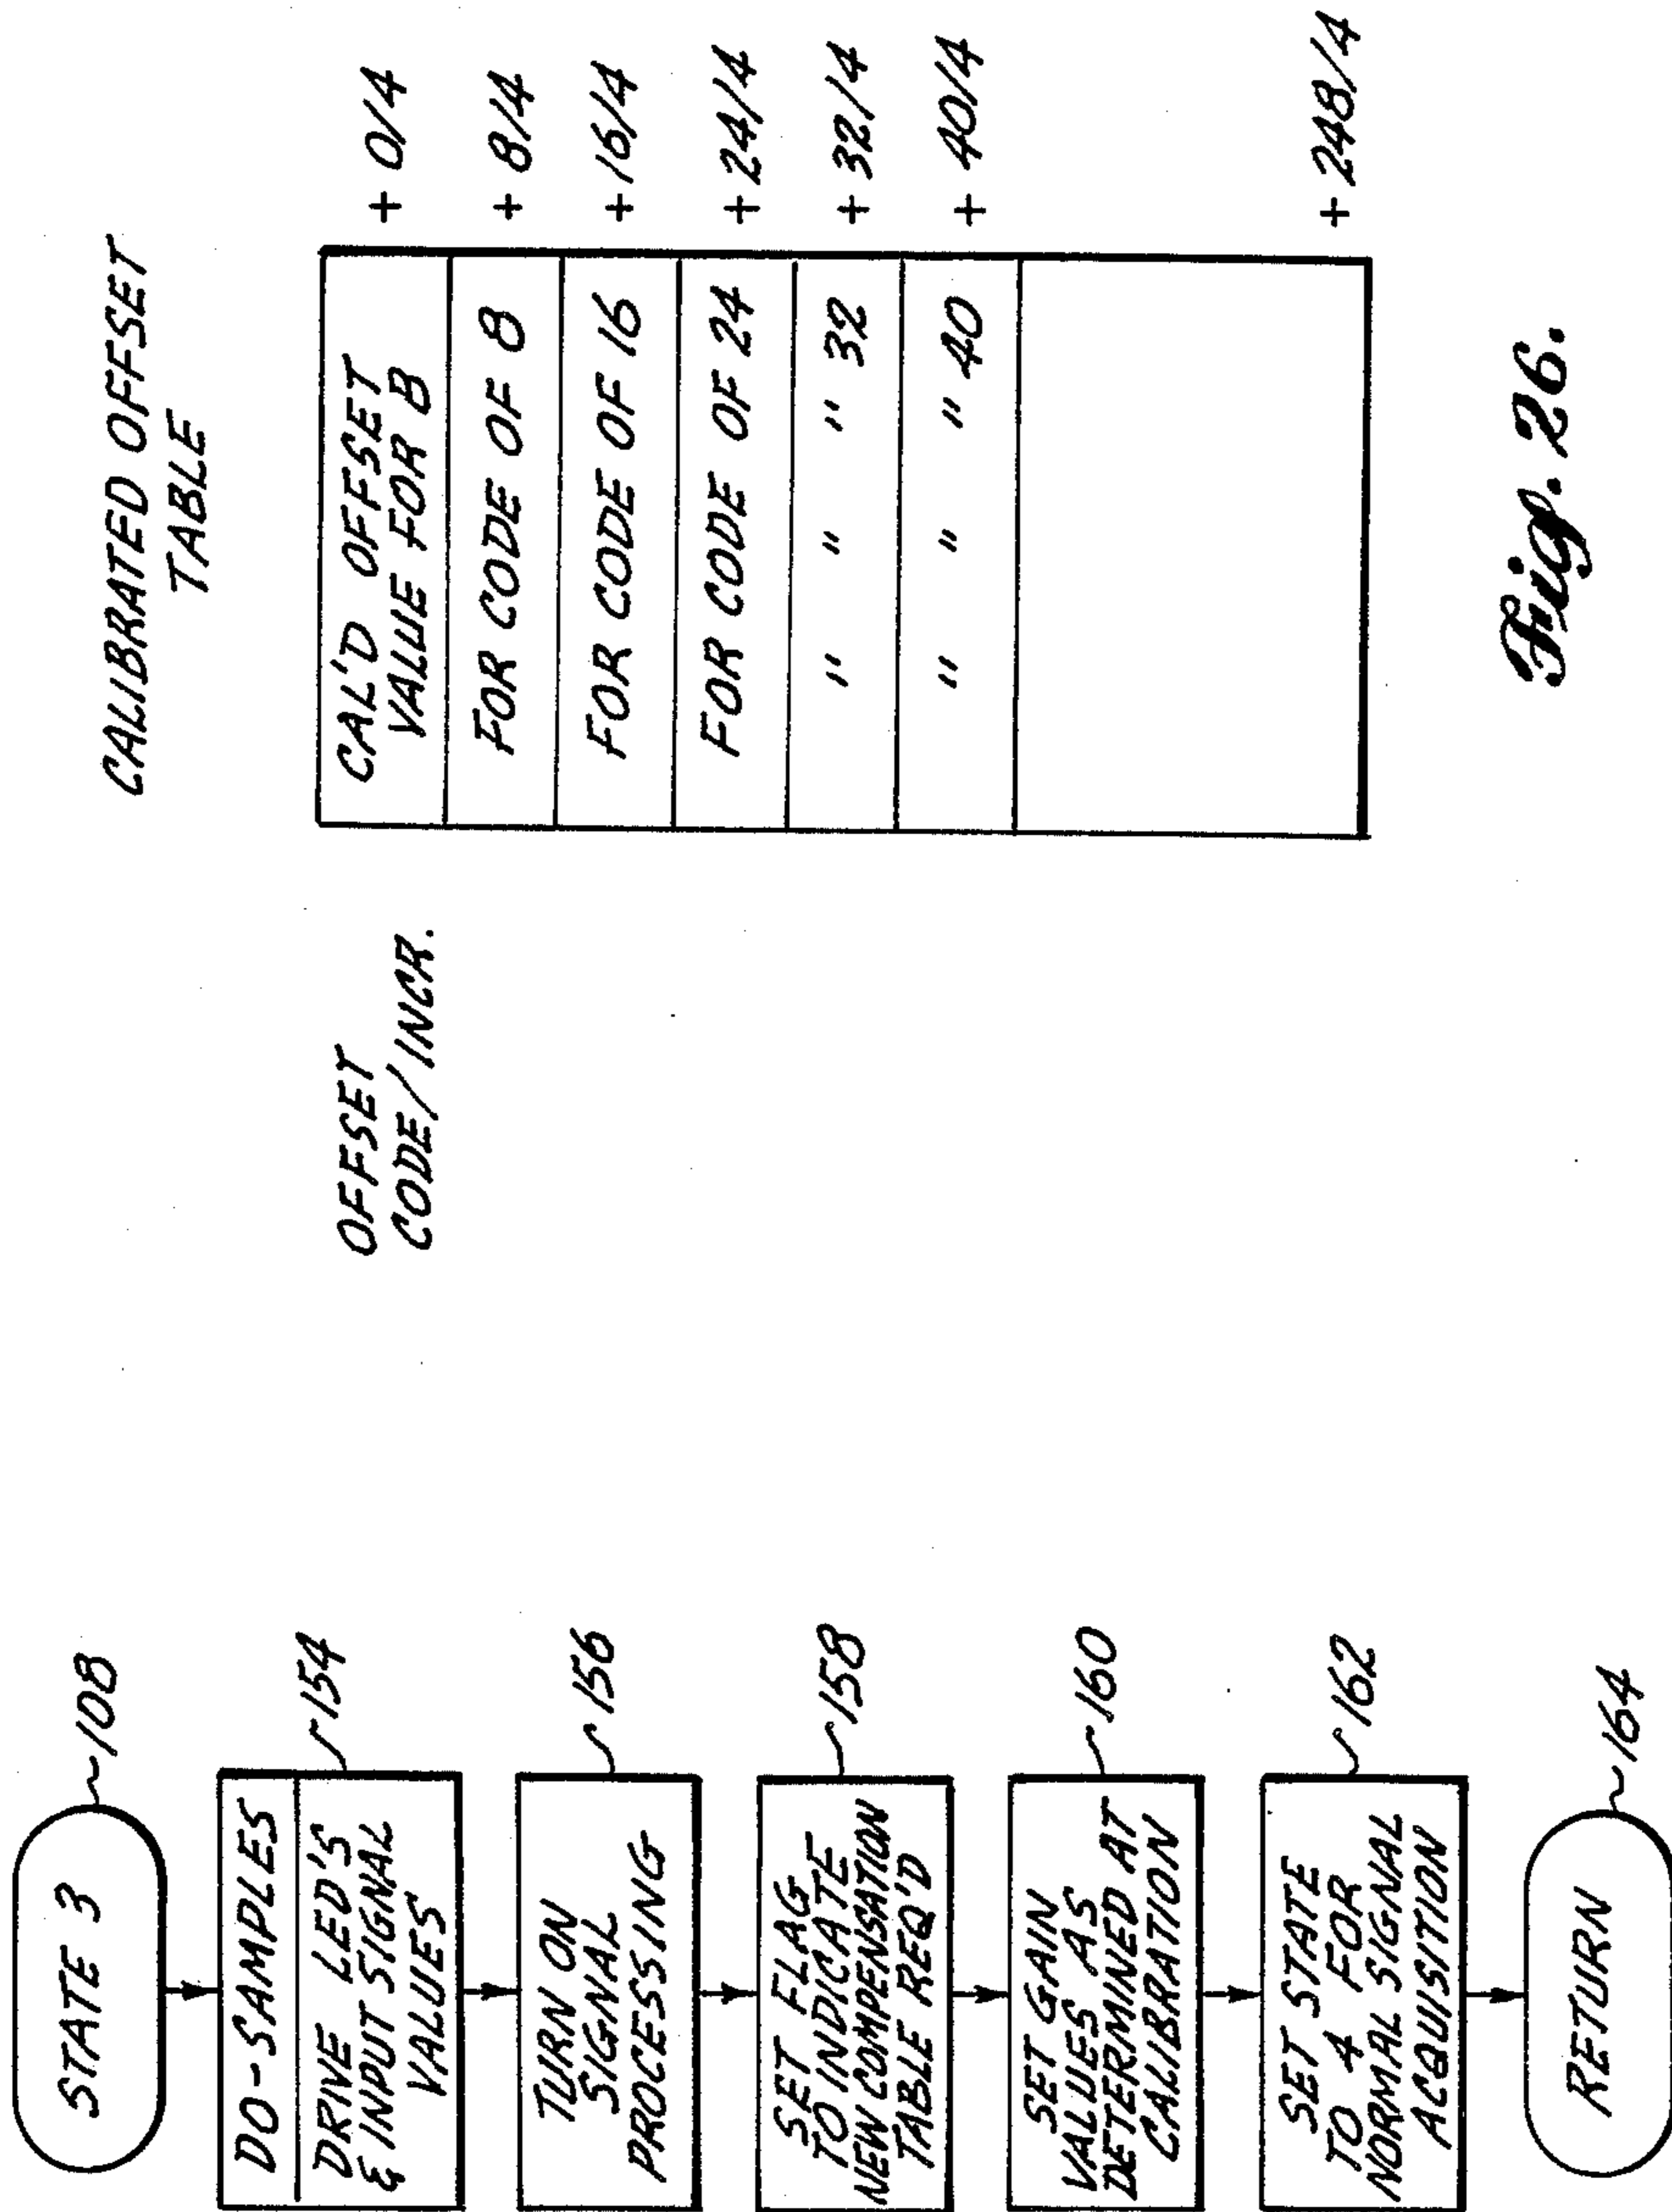 STATE 3
~108
DO-SAMPLES
DRIVE LED'S
& INPUT SIGNAL
VALUES
154
TURN ON
SIGNAL
PROCESSING
156
SET FLAG
TO INDICATE
NEW COMPENSATION
TABLE REQ'D
158
SET GAIN
VALUES AS
DETERMINED AT
CALIBRATION
160
SET STATE
TO 4 FOR
NORMAL SIGNAL
ACQUISITION
162
RETURN
~164
CALIBRATED OFFSET
TABLE
OFFSET
CODE/INCR.
CAL'D OFFSET
VALUE FOR B
+ 0/4
FOR CODE OF 8
+ 8/4
FOR CODE OF 16
+ 16/4
FOR CODE OF 24
+ 24/4
" " " 32
+ 32/4
" " " 40
+ 40/4
+ 248/4
Fig. 26.